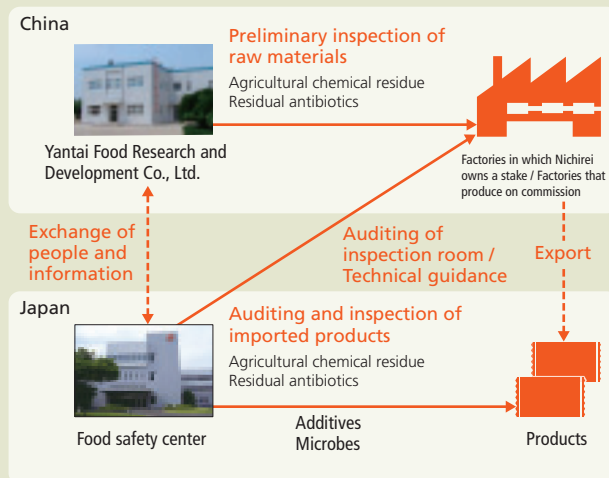 China
Preliminary inspection of
raw materials
Agricultural chemical residue
Residual antibiotics
Yantai Food Research and
Development Co., Ltd.
Factories in which Nichirei
owns a stake / Factories that
produce on commission
Exchange of
people and
information
Auditing of
inspection room /
Technical guidance
Export
Japan
Auditing and inspection of
imported products
Agricultural chemical residue
Residual antibiotics
Additives
Microbes
Food safety center
Products